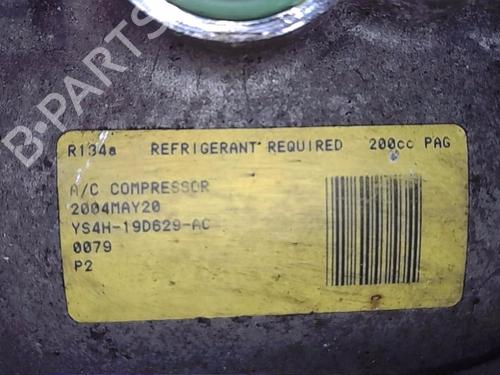 B-PARTS
R134a REFRIGERANT REQUIRED 200cc PAG
A/C COMPRESSOR
2004MAY20
YS4H-19D629-AC
0079
P2